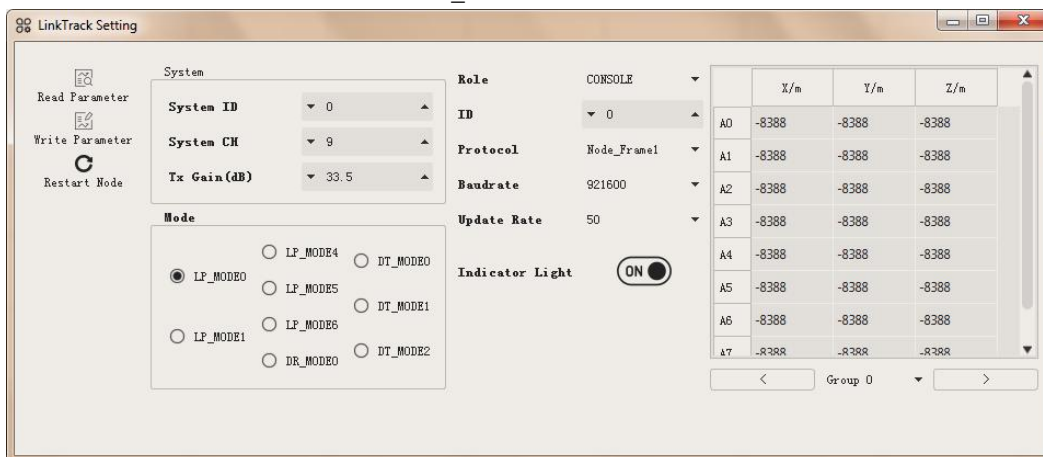 LinkTrack Setting
Read Parameter
Write Parameter
Restart Node
System
System ID 0
System CH 9
Tx Gain(dB) 33.5
Mode
LP_MODE0
LP_MODE1
LP_MODE4
LP_MODE5
LP_MODE6
DR_MODE0
DT_MODE0
DT_MODE1
DT_MODE2
Role CONSOLE
ID 0
Protocol Node_Frame1
Baudrate 921600
Update Rate 50
Indicator Light ON
X/m Y/m Z/m
A0 -8388 -8388 -8388
A1 -8388 -8388 -8388
A2 -8388 -8388 -8388
A3 -8388 -8388 -8388
A4 -8388 -8388 -8388
A5 -8388 -8388 -8388
A6 -8388 -8388 -8388
A7 -8388 -8388 -8388
< Group 0 >